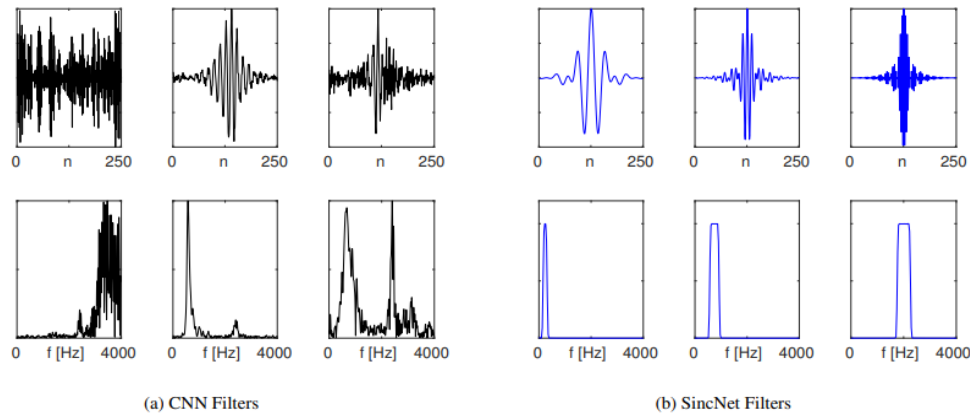 0 n 250 0 n 250 0 n 250 0 n 250 0 n 250 0 n 250
0 f [Hz] 4000 0 f [Hz] 4000 0 f [Hz] 4000 0 f [Hz] 4000 0 f [Hz] 4000 0 f [Hz] 4000
(a) CNN Filters (b) SincNet Filters